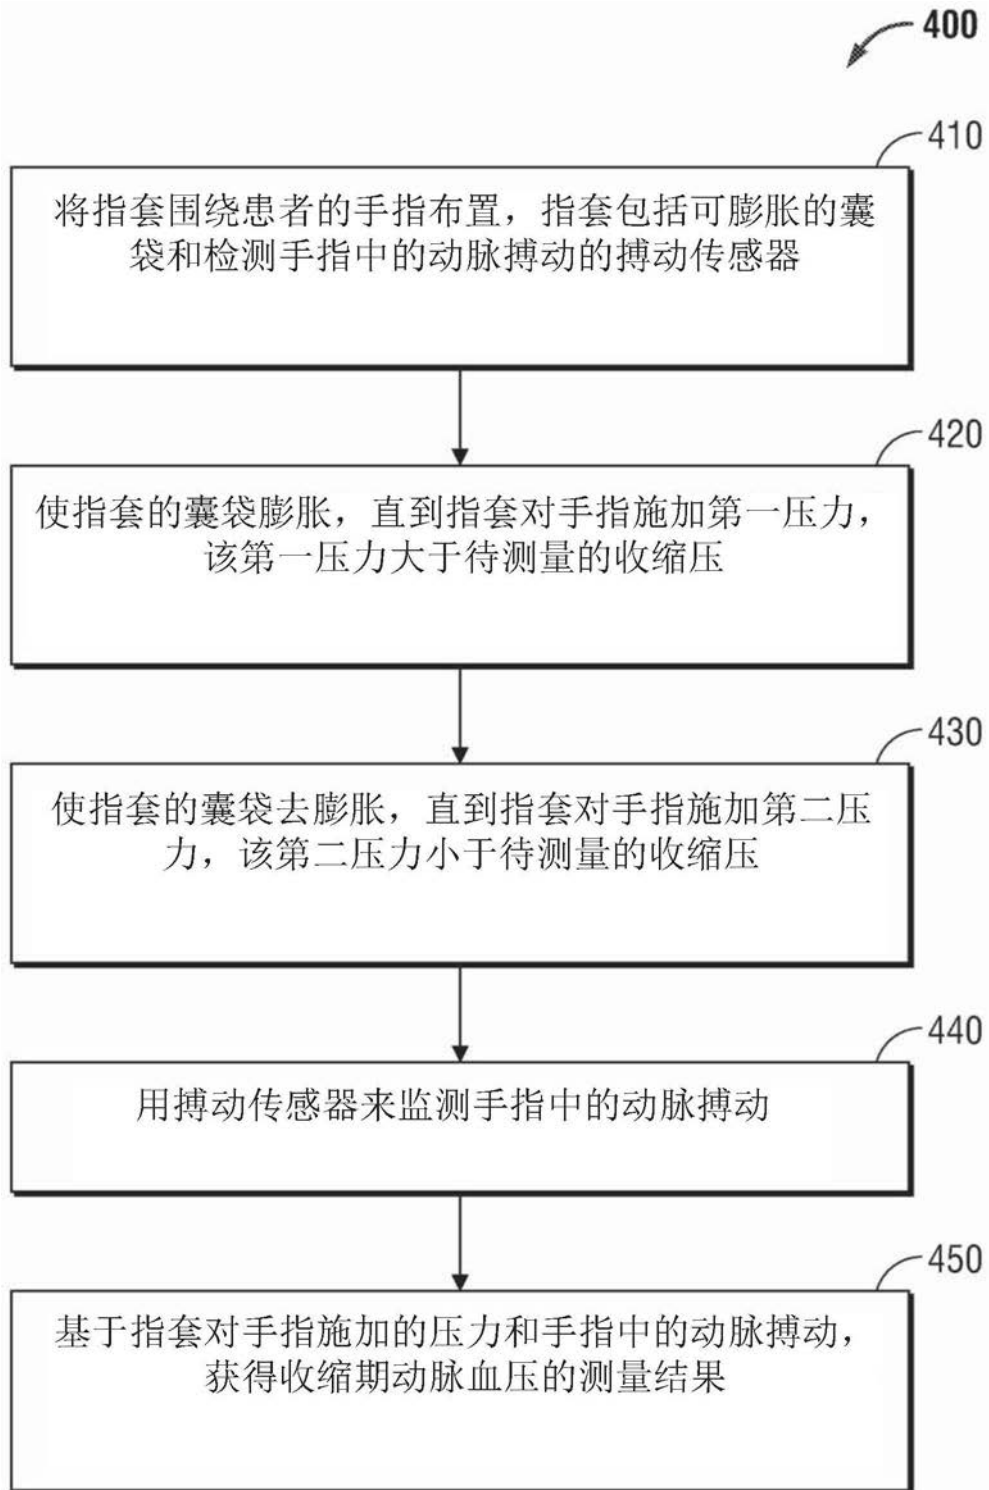 400
410
将指套围绕患者的手指布置，指套包括可膨胀的囊
袋和检测手指中的动脉搏动的搏动传感器
420
使指套的囊袋膨胀，直到指套对手指施加第一压力，
该第一压力大于待测量的收缩压
430
使指套的囊袋去膨胀，直到指套对手指施加第二压
力，该第二压力小于待测量的收缩压
440
用搏动传感器来监测手指中的动脉搏动
450
基于指套对手指施加的压力和手指中的动脉搏动，
获得收缩期动脉血压的测量结果